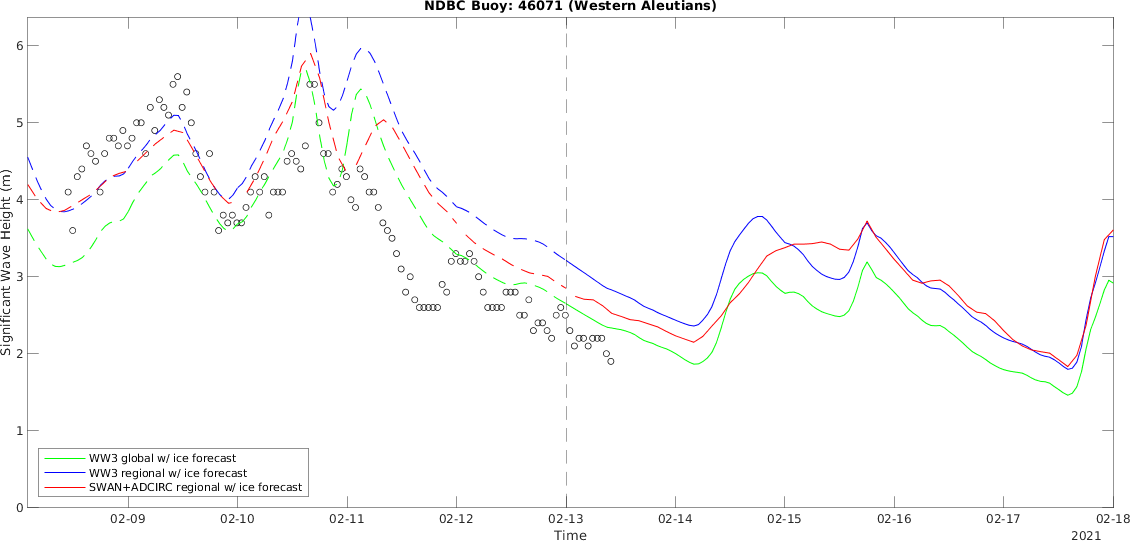 NDBC Buoy: 46071 (Western Aleutians)
Significant Wave Height (m)
6
5
4
3
2
1
0
WW3 global w/ ice forecast
WW3 regional w/ ice forecast
SWAN+ADCIRC regional w/ ice forecast
02-09 02-10 02-11 02-12 02-13 02-14 02-15 02-16 02-17 02-18
Time
2021